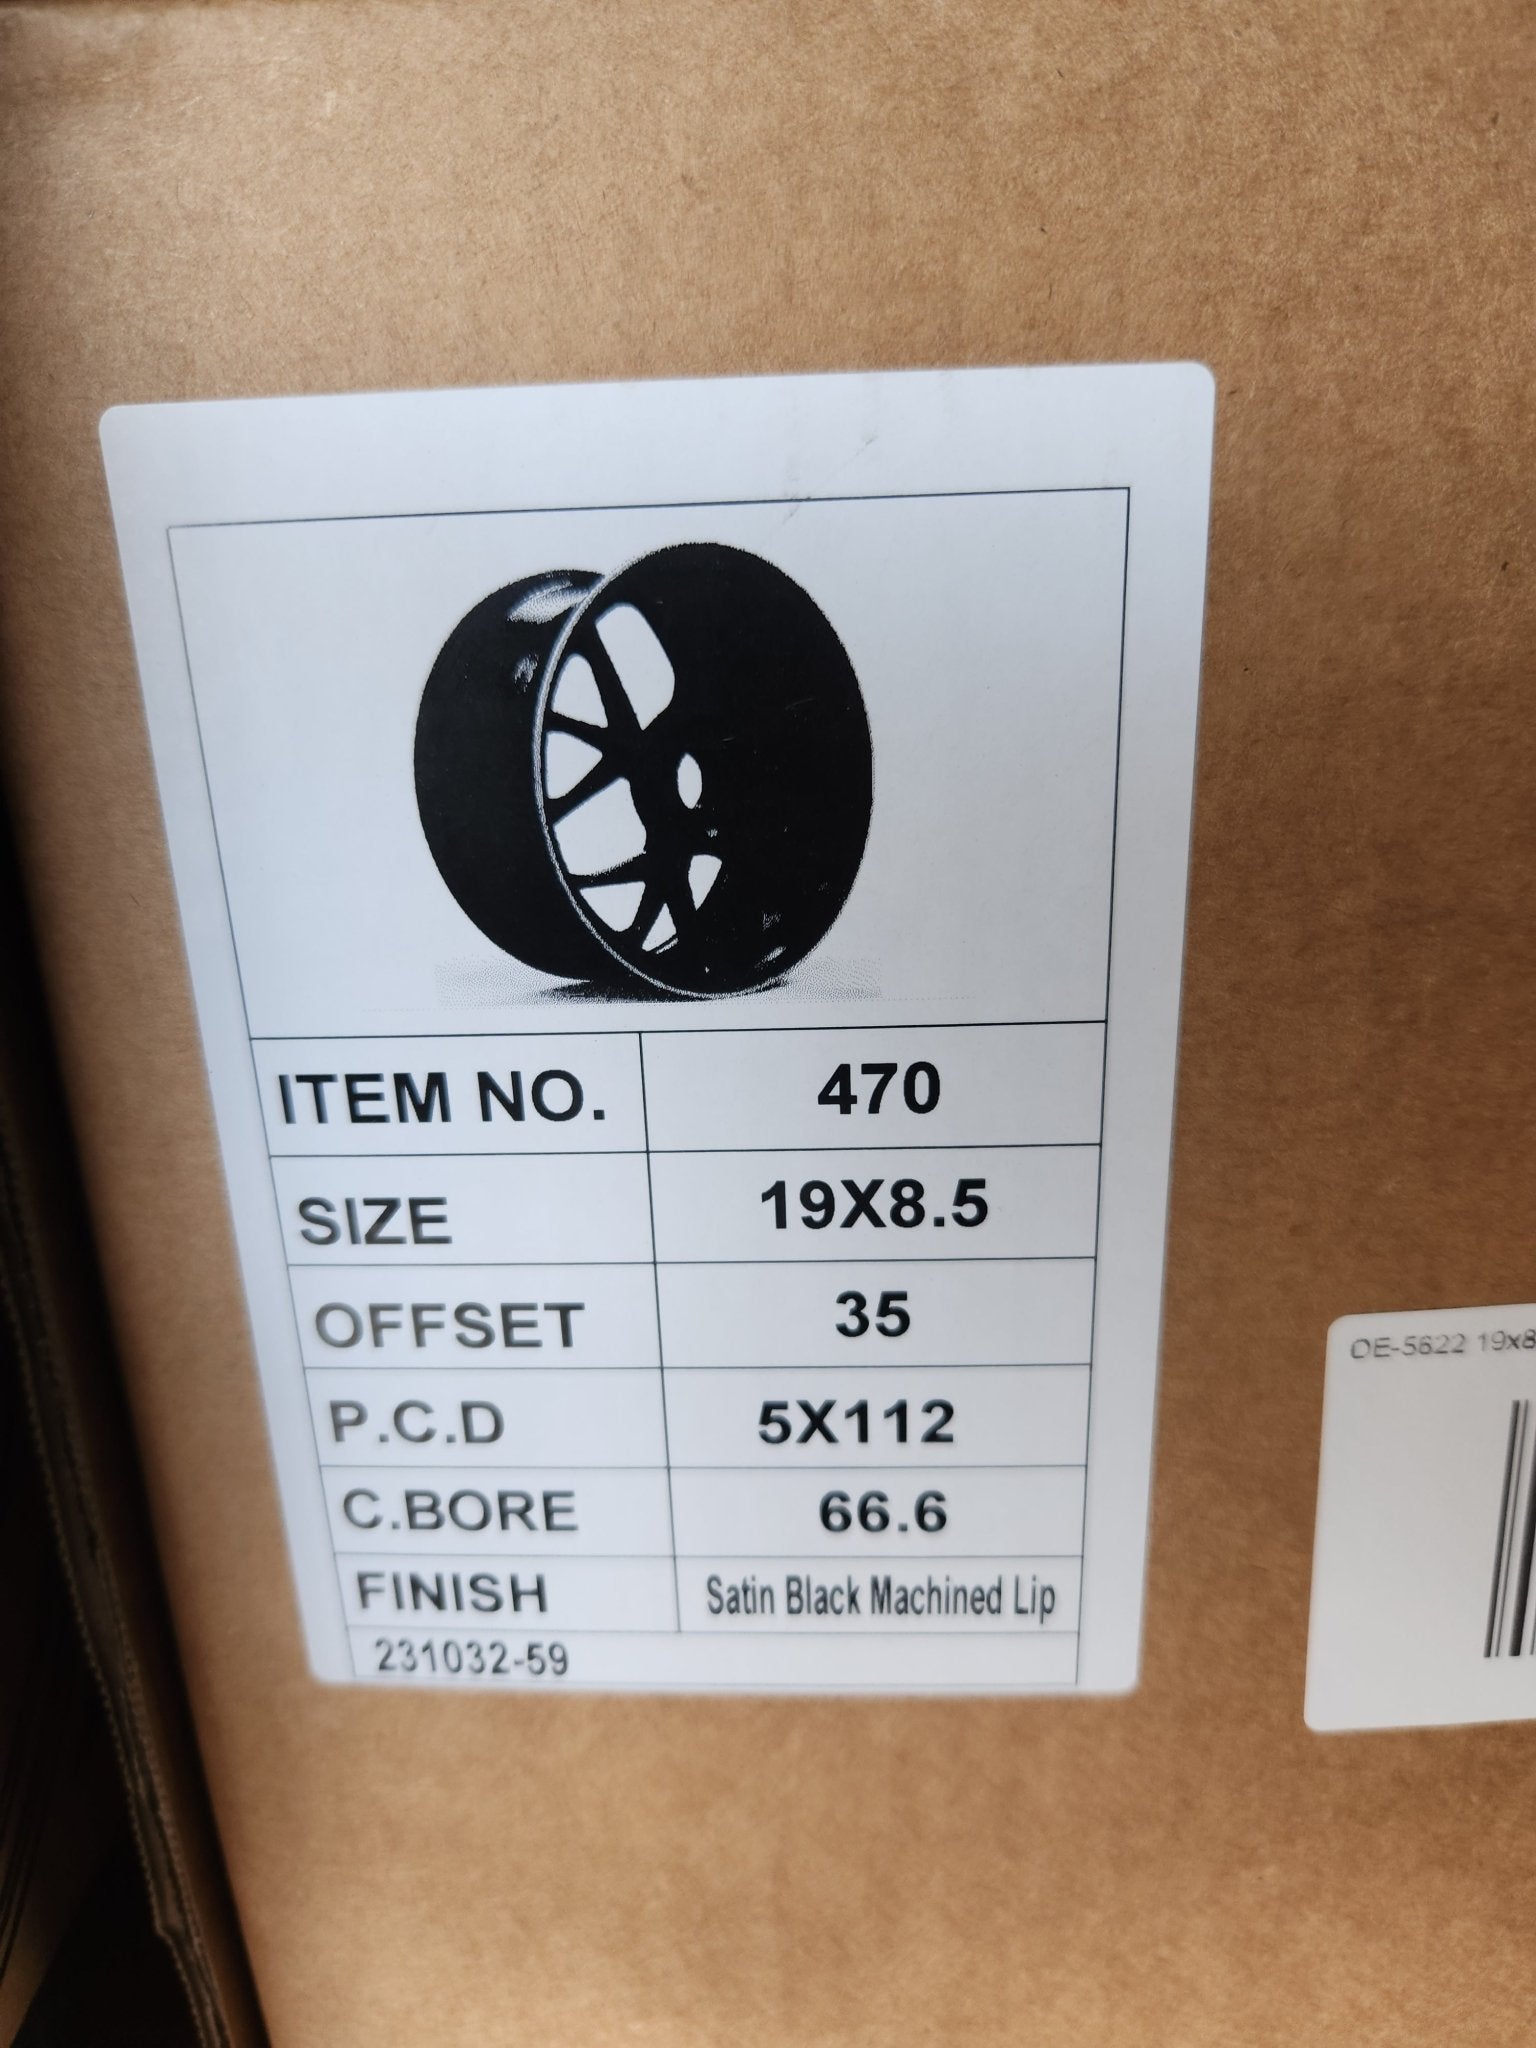 ITEM NO. 470
SIZE 19X8.5
OFFSET 35
P.C.D 5X112
C.BORE 66.6
FINISH Satin Black Machined Lip
231032-59
OE-5622 19x8